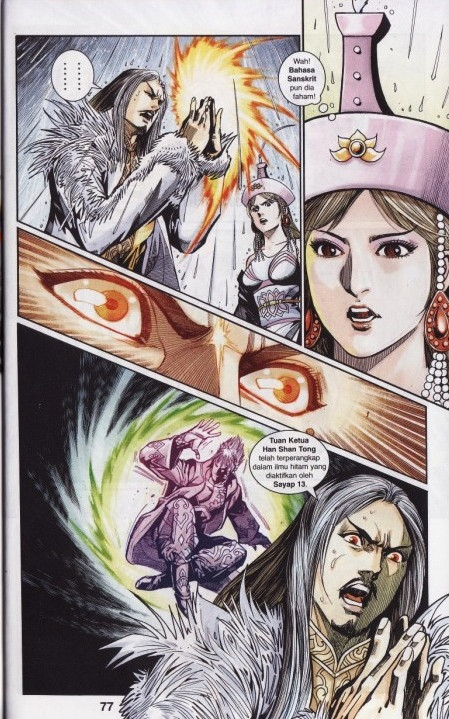 Wah!
Bahasa
Sanskrit
pun dia
faham!
Tuan Ketua
Han Shan Tong
telah terperangkap
dalam ilmu hitam yang
diaktifkan oleh
Sayap 13.
77